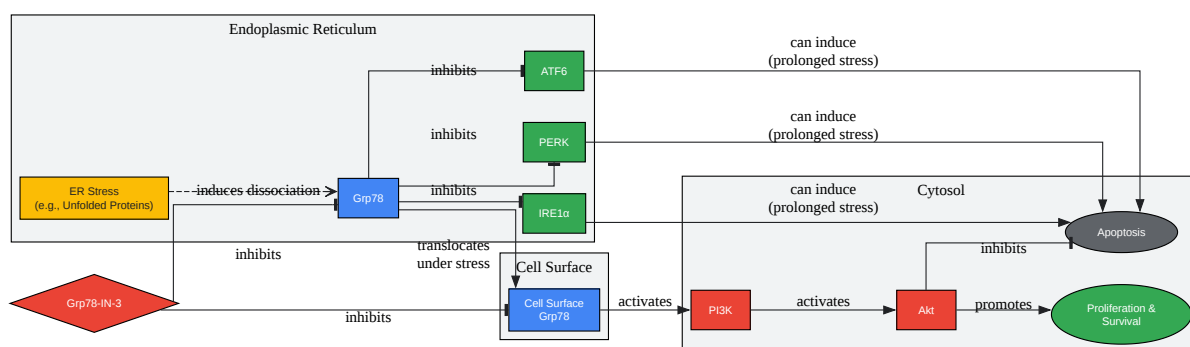 Endoplasmic Reticulum
can induce
(prolonged stress)
inhibits
ATF6
can induce
(prolonged stress)
inhibits
PERK
ER Stress
(e.g., Unfolded Proteins)
induces dissociation
Grp78
inhibits
IRE1α
can induce
(prolonged stress)
Cytosol
Apoptosis
inhibits
translocates
under stress
inhibits
Cell Surface
Grp78-IN-3
inhibits
Cell Surface
Grp78
activates
PI3K
activates
Akt
promotes
Proliferation &
Survival